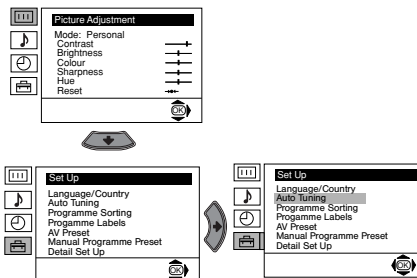 Picture Adjustment
Mode: Personal
Contrast
Brightness
Colour
Sharpness
Hue
Reset
OK
Set Up
Language/Country
Auto Tuning
Programme Sorting
Progamme Labels
AV Preset
Manual Programme Preset
Detail Set Up
OK
Set Up
Language/Country
Auto Tuning
Programme Sorting
Progamme Labels
AV Preset
Manual Programme Preset
Detail Set Up
OK